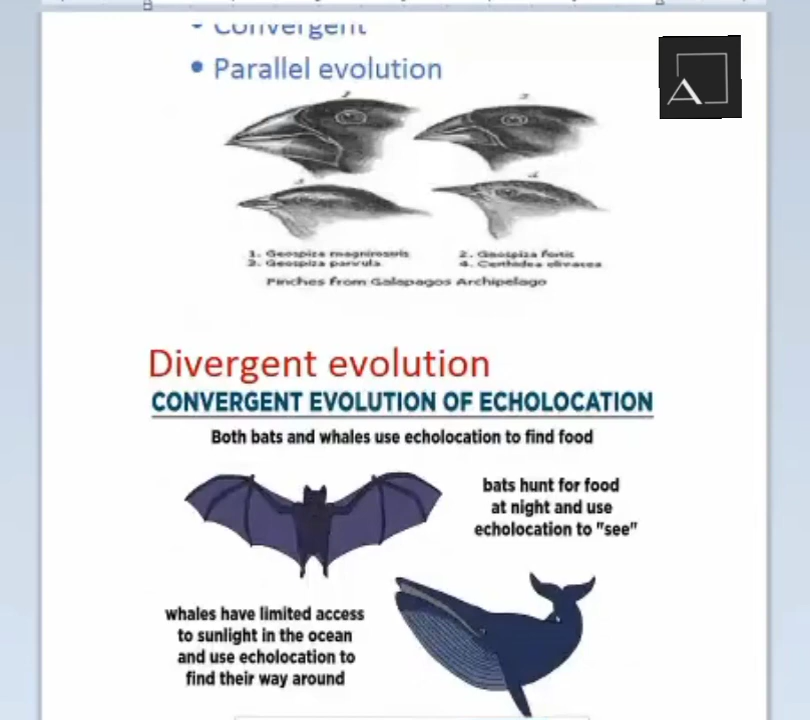 • Convergent
• Parallel evolution
1. Geospiza magnirostris 2. Geospiza fortis
3. Geospiza parvula 4. Certhidea olivacea
Finches from Galapagos Archipelago
Divergent evolution
CONVERGENT EVOLUTION OF ECHOLOCATION
Both bats and whales use echolocation to find food
bats hunt for food
at night and use
echolocation to "see"
whales have limited access
to sunlight in the ocean
and use echolocation to
find their way around
A